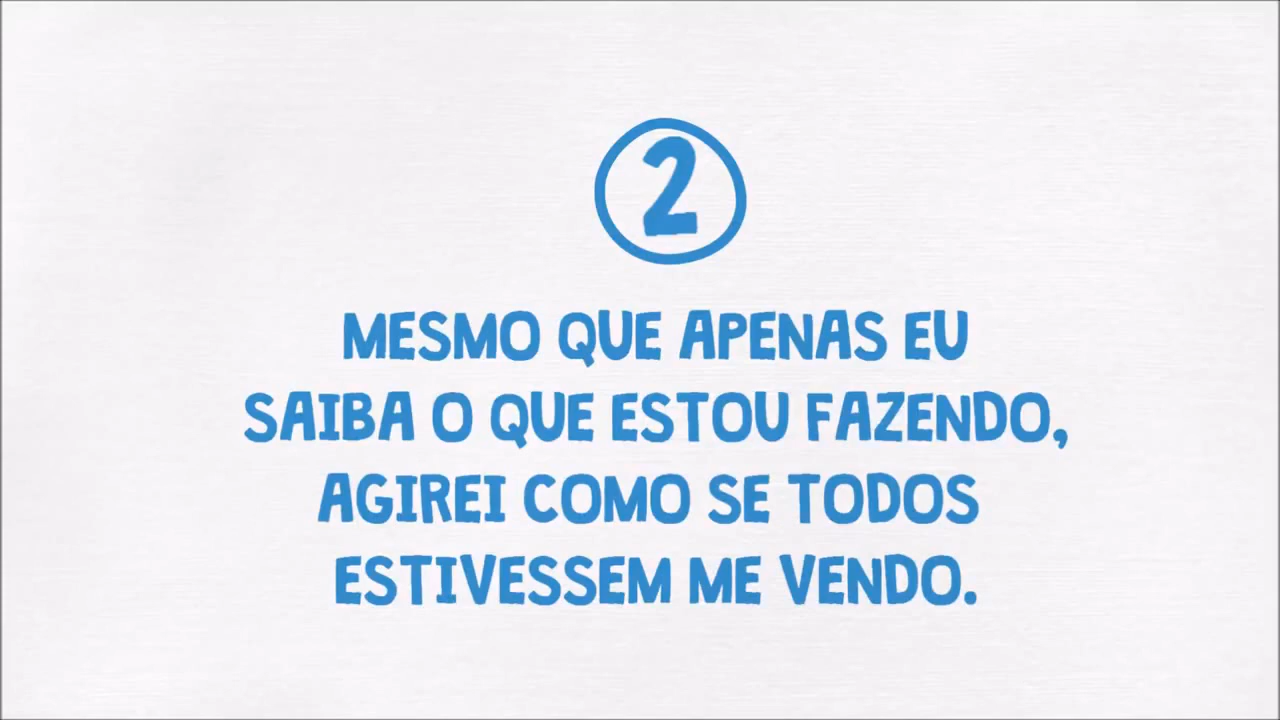 2
MESMO QUE APENAS EU
SAIBA O QUE ESTOU FAZENDO,
AGIREI COMO SE TODOS
ESTIVESSEM ME VENDO.